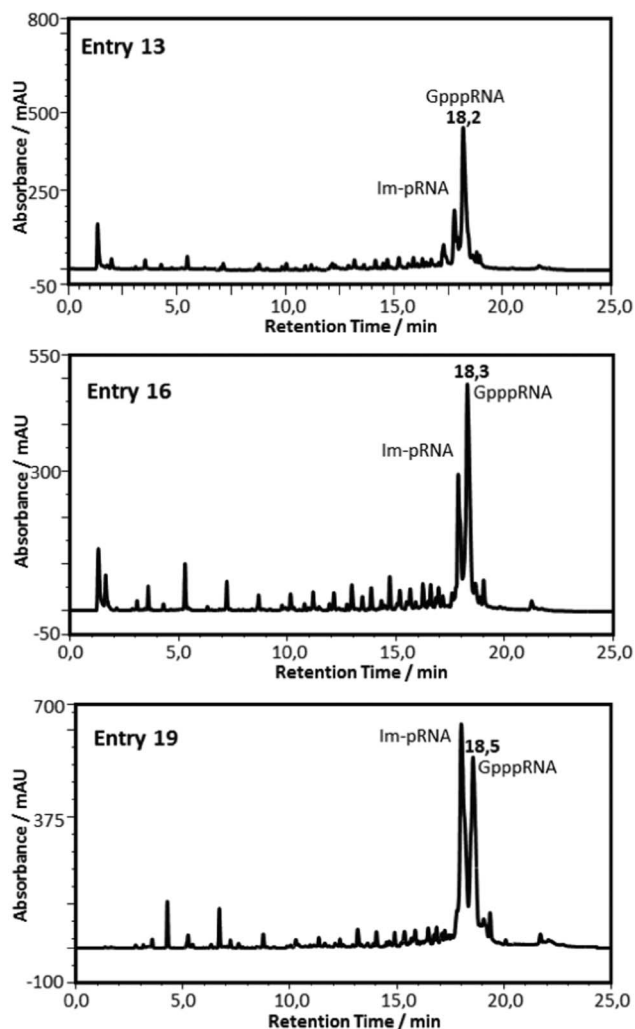 800
Entry 13
GpppRNA
18,2
500
Im-pRNA
250
-50
0,0 5,0 10,0 15,0 20,0 25,0
Absorbance / mAU
Retention Time / min
550
18,3
Entry 16
GpppRNA
Im-pRNA
300
-50
0,0 5,0 10,0 15,0 20,0 25,0
Absorbance / mAU
Retention Time / min
700
Entry 19
Im-pRNA
18,5
GpppRNA
375
-100
0,0 5,0 10,0 15,0 20,0 25,0
Absorbance / mAU
Retention Time / min